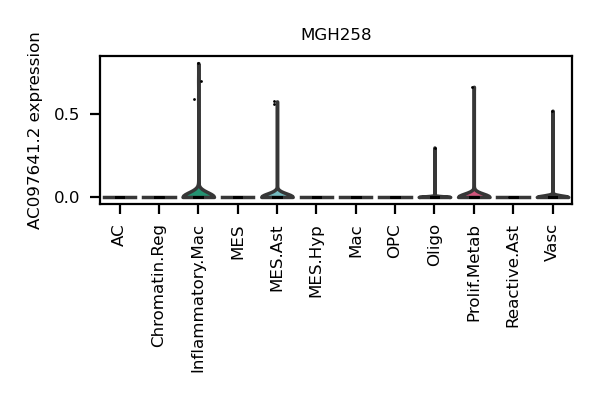 MGH258
AC097641.2 expression
0.5
0.0
AC
Chromatin.Reg
Inflammatory.Mac
MES
MES.Ast
MES.Hyp
Mac
OPC
Oligo
Prolif.Metab
Reactive.Ast
Vasc